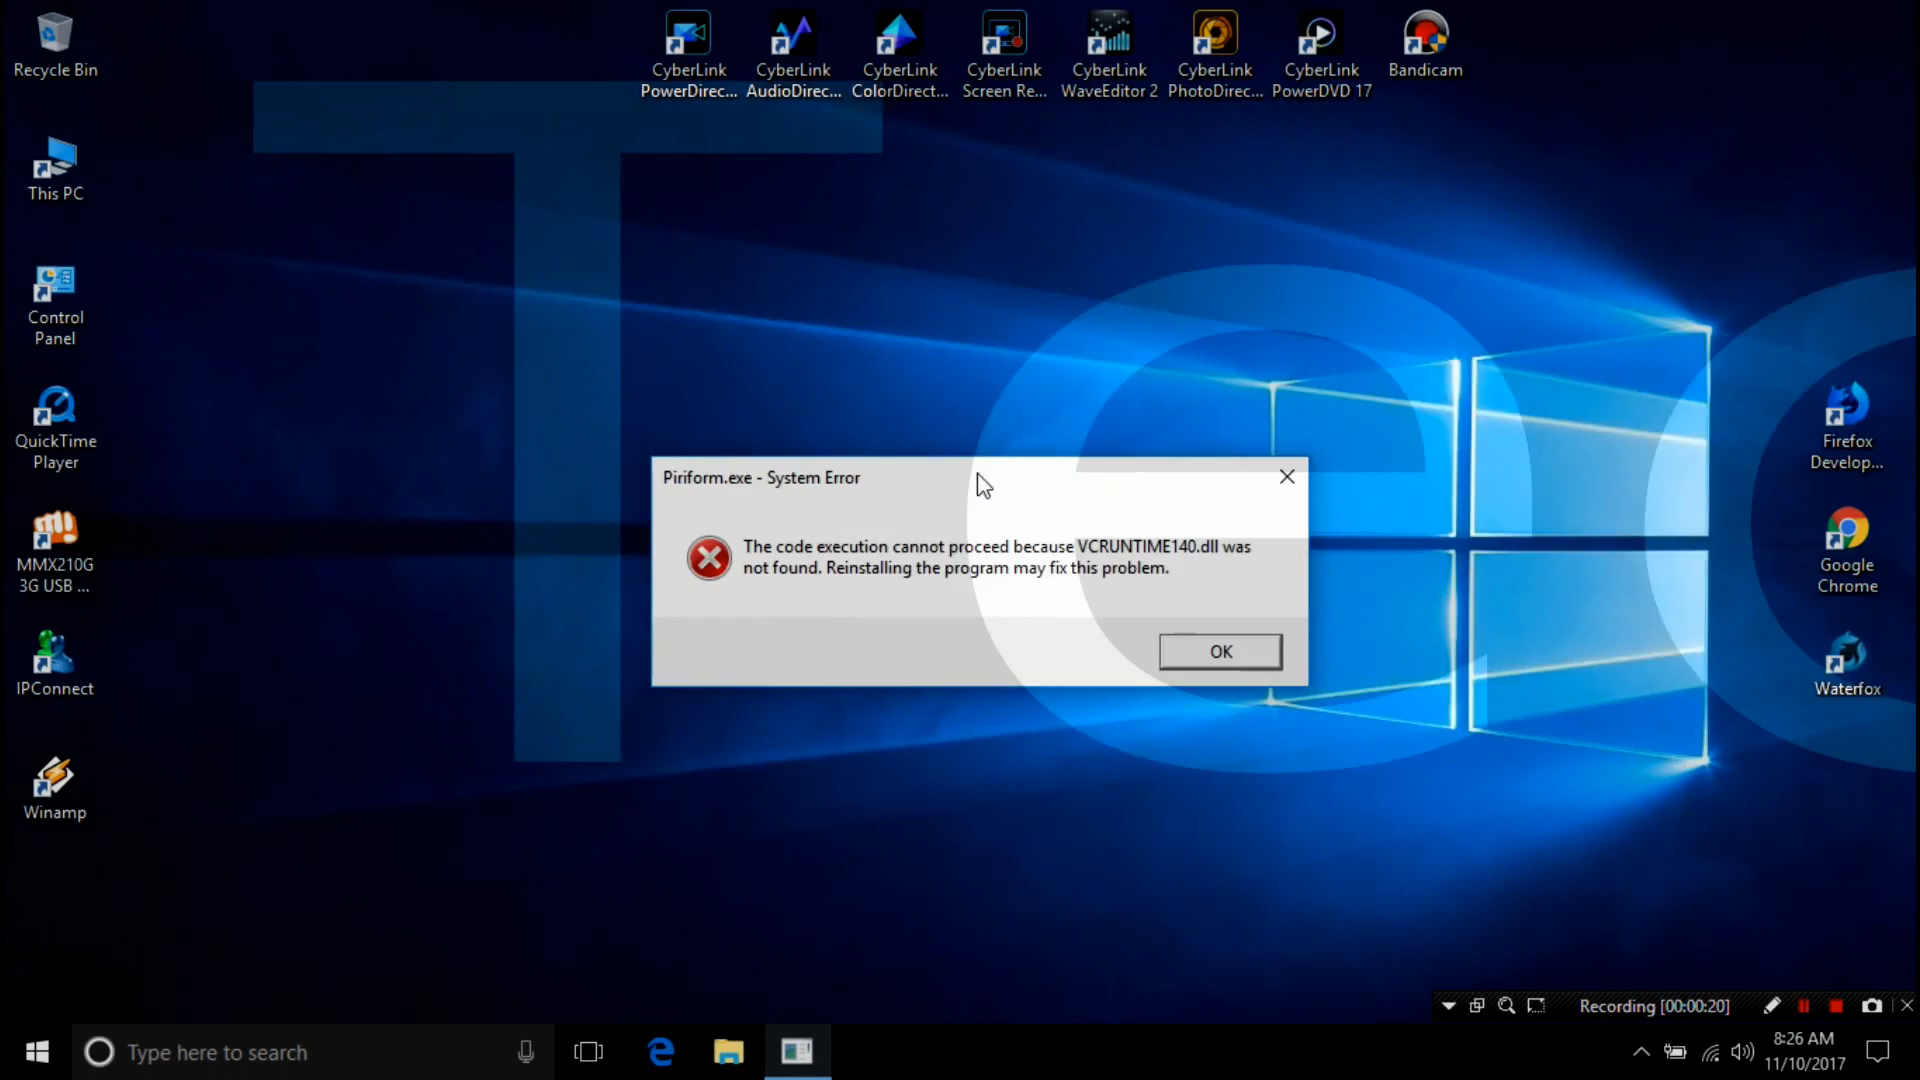 Recycle Bin
CyberLink
PowerDirec...
CyberLink
AudioDirec...
CyberLink
ColorDirect...
CyberLink
Screen Re...
CyberLink
WaveEditor 2
CyberLink
PhotoDirec...
CyberLink
PowerDVD 17
Bandicam
This PC
Control
Panel
QuickTime
Player
MMX210G
3G USB ...
IPConnect
Winamp
Tec
Piriform.exe - System Error
The code execution cannot proceed because VCRUNTIME140.dll was
not found. Reinstalling the program may fix this problem.
OK
Firefox
Develop...
Google
Chrome
Waterfox
Recording [00:00:20]
Type here to search
8:26 AM
11/10/2017